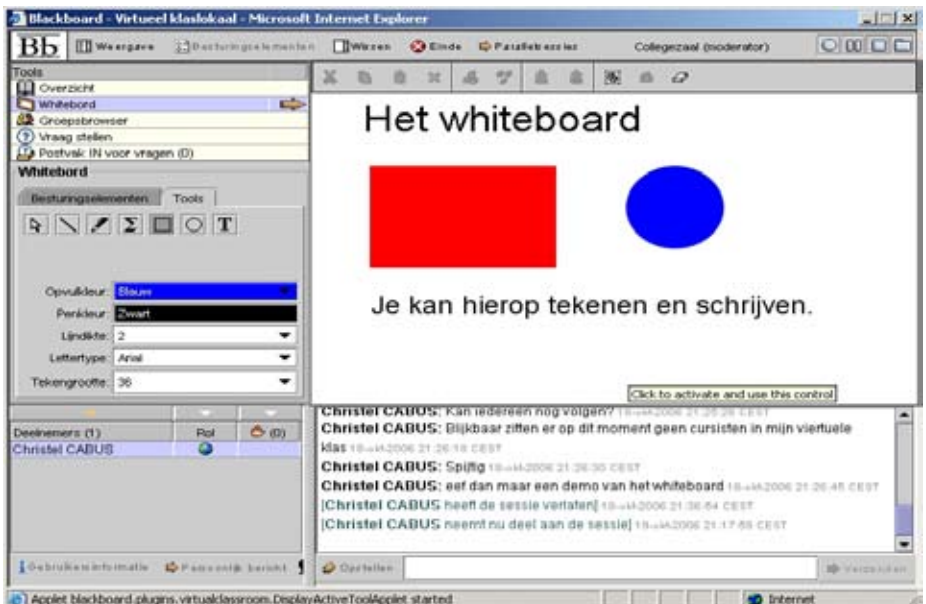 Blackboard - Virtueel klaslokaal - Microsoft Internet Explorer
Bb Weergave Besturingselementen Wissen Einde Parallelsessies Collegezaal (moderator)
Tools
Overzicht
Whitebord
Groepsbrowser
Vraag stellen
Postvak IN voor vragen (0)
Whitebord
Besturingselementen Tools
Σ T
Opvulkleur: Blauw
Penkleur: Zwart
Lijndikte: 2
Lettertype: Arial
Tekengrootte: 36
Het whiteboard
Je kan hierop tekenen en schrijven.
Click to activate and use this control
Deelnemers (1) Rol (0)
Christel CABUS
Gebruikersinformatie Persoonlijk bericht
Christel CABUS: Kan iedereen nog volgen?
Christel CABUS: Blijkbaar zitten er op dit moment geen cursisten in mijn viertuele
klas
Christel CABUS: Spijtig
Christel CABUS: eef dan maar een demo van het whiteboard
[Christel CABUS heeft de sessie verlaten]
[Christel CABUS neemt nu deel aan de sessie]
Opstellen Verzenden
Applet blackboard.plugins.virtualclassroom.DisplayActiveToolApplet started Internet